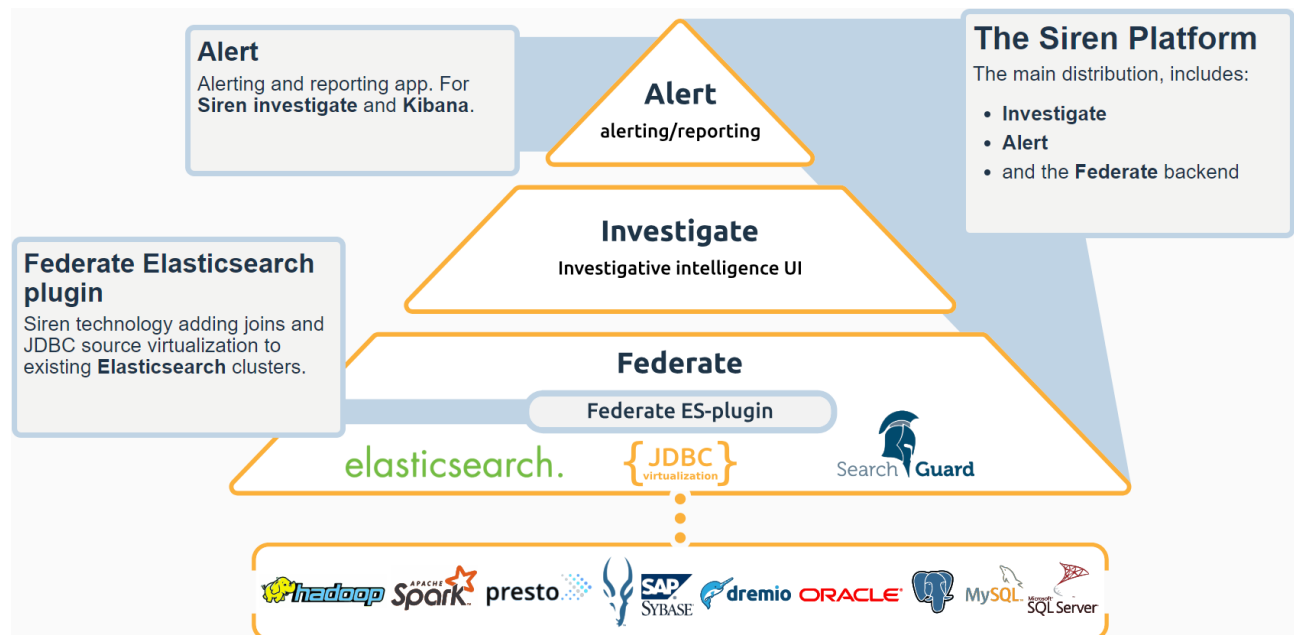 Alert
Alerting and reporting app. For
Siren investigate and Kibana.
The Siren Platform
The main distribution, includes:
• Investigate
• Alert
• and the Federate backend
Alert
alerting/reporting
Investigate
Investigative intelligence UI
Federate Elasticsearch
plugin
Siren technology adding joins and
JDBC source virtualization to
existing Elasticsearch clusters.
Federate
Federate ES-plugin
elasticsearch.
{JDBC}
virtualization
Search Guard
hadoop
APACHE
Spark™
presto
SAP
SYBASE
dremio
ORACLE
MySQL
Microsoft
SQL Server